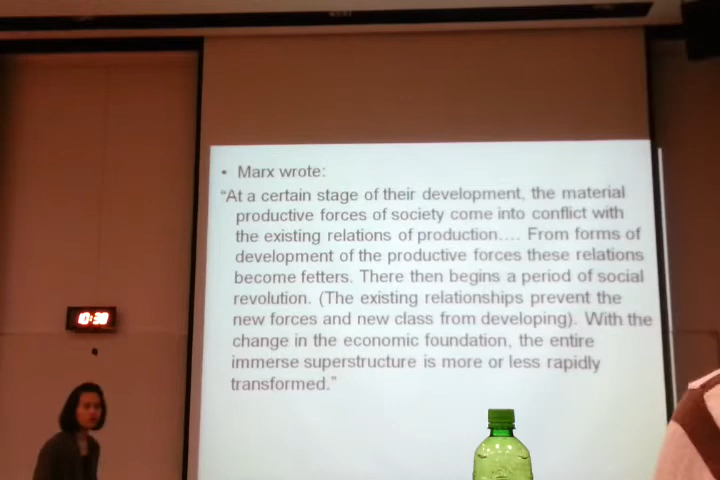 • Marx wrote:
“At a certain stage of their development, the material
productive forces of society come into conflict with
the existing relations of production.... From forms of
development of the productive forces these relations
become fetters. There then begins a period of social
revolution. (The existing relationships prevent the
new forces and new class from developing). With the
change in the economic foundation, the entire
immerse superstructure is more or less rapidly
transformed.”
10:38